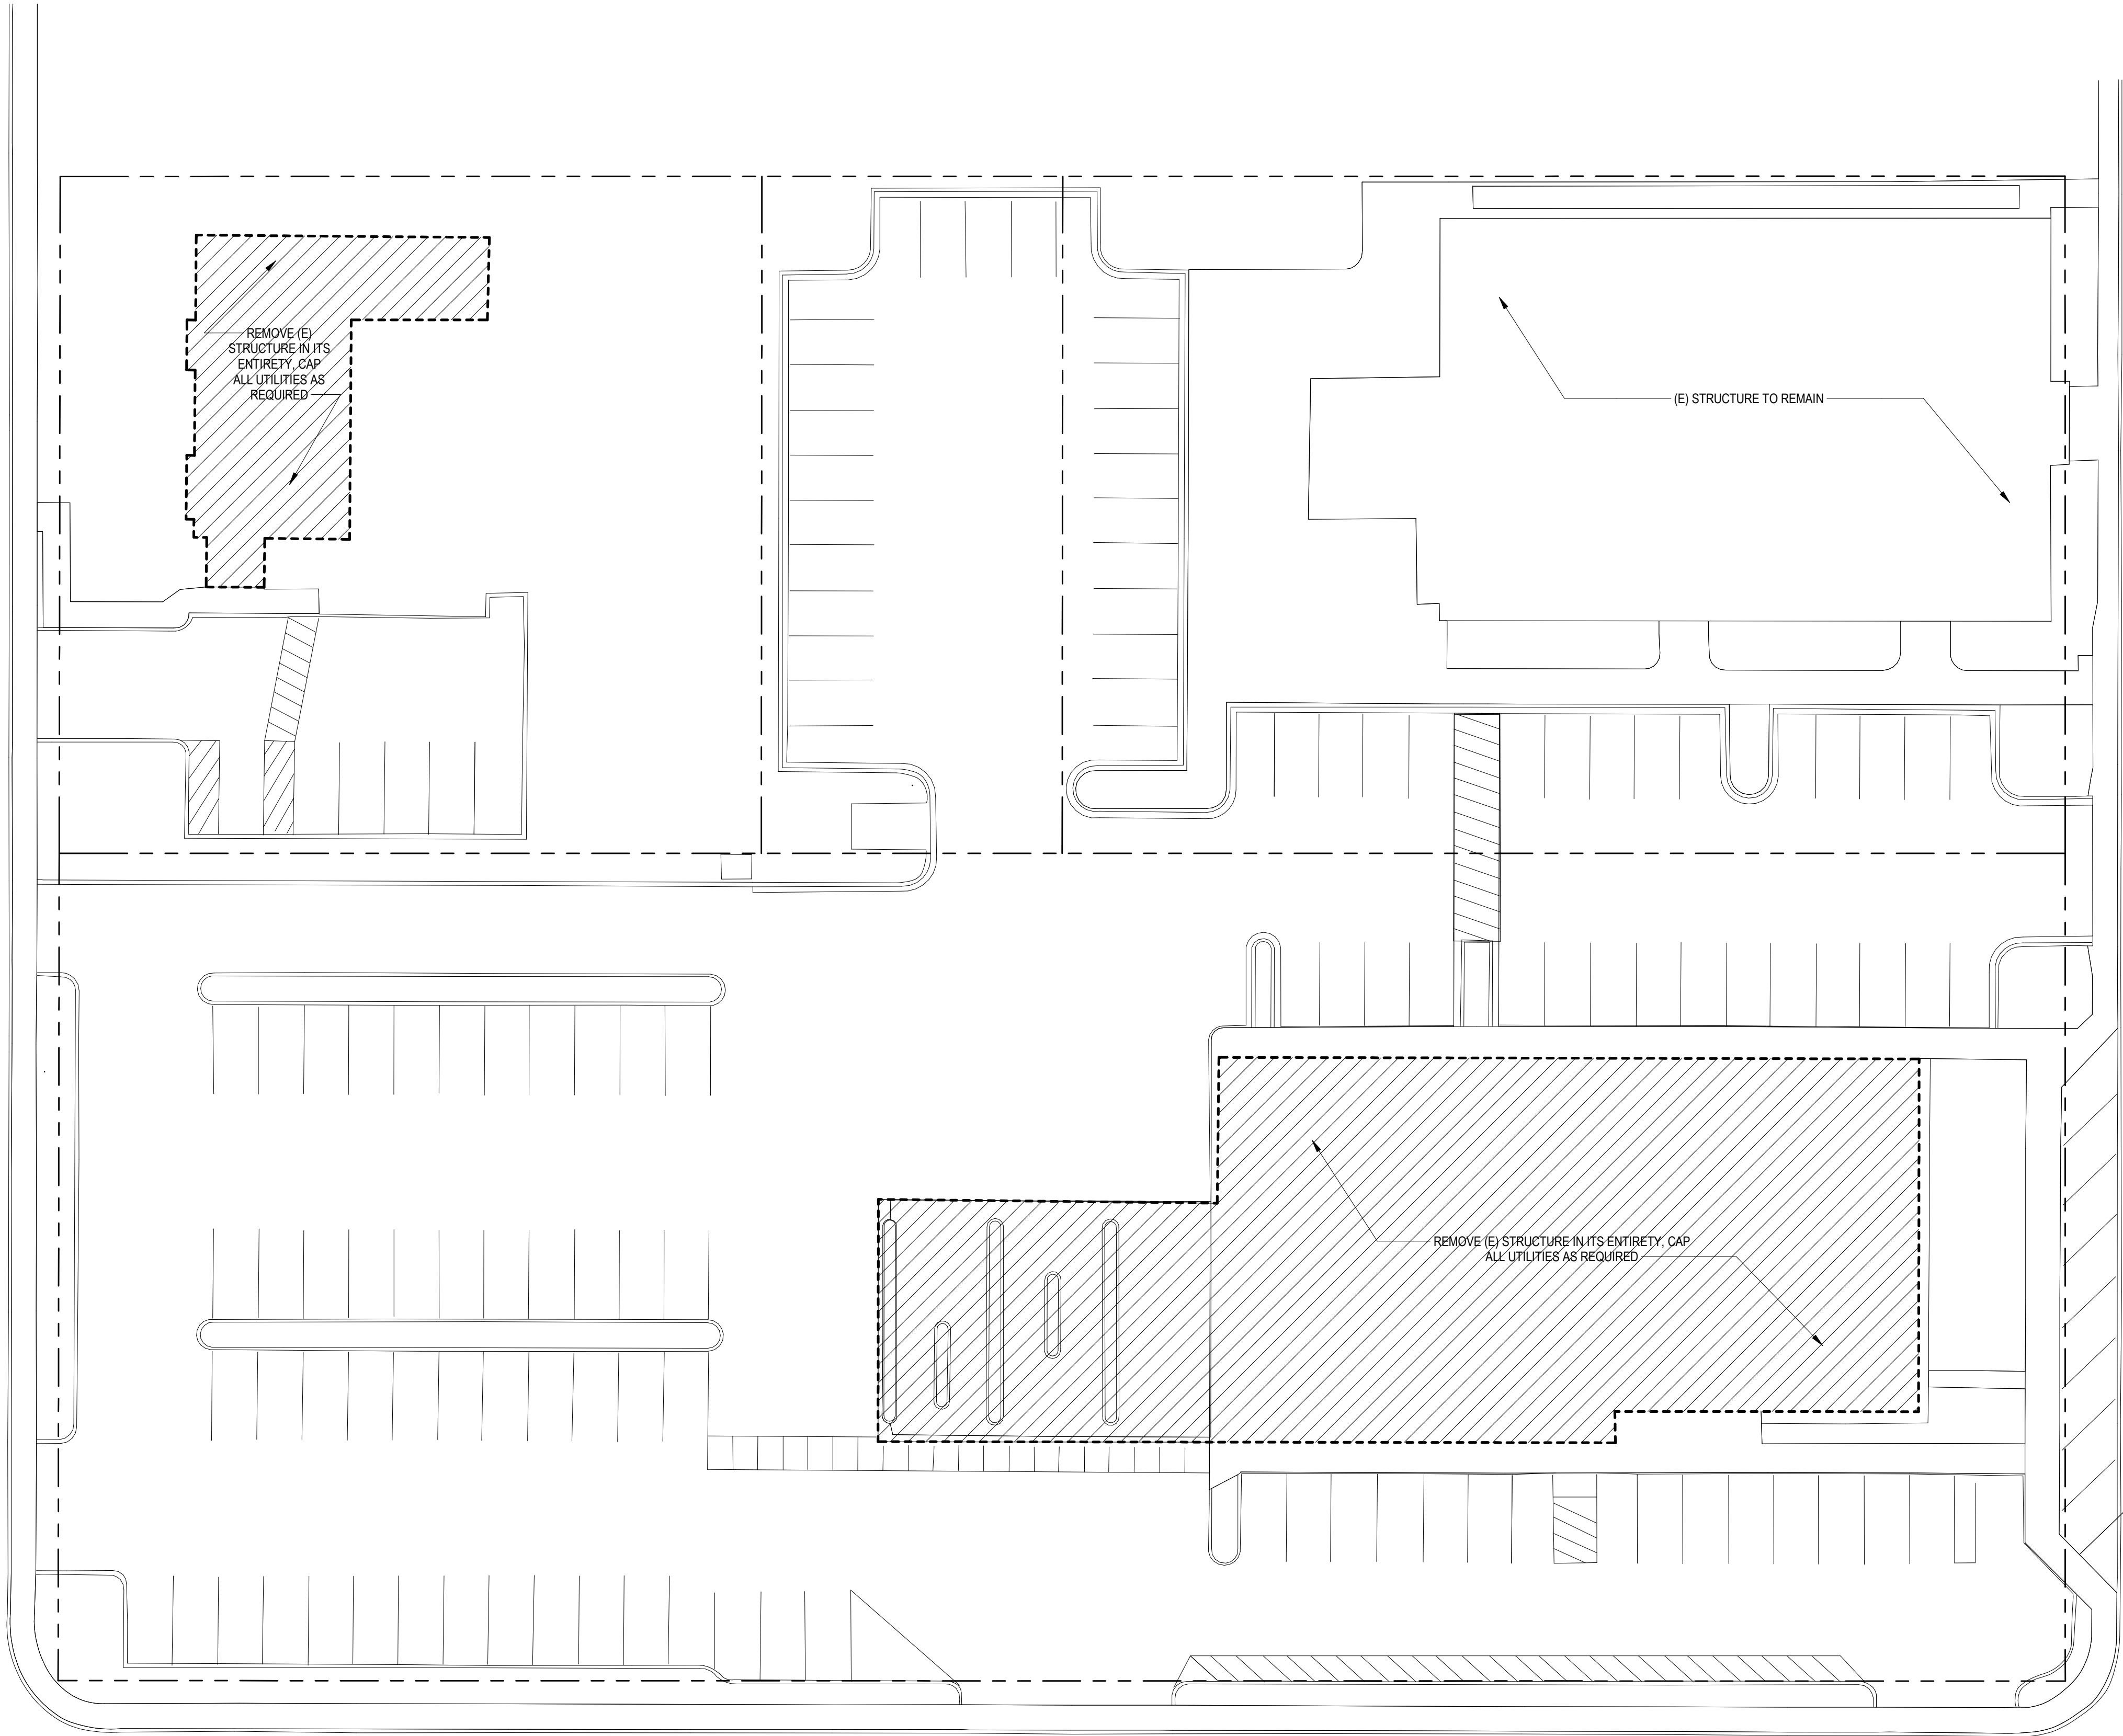 REMOVE (E)
STRUCTURE IN ITS
ENTIRETY, CAP
ALL UTILITIES AS
REQUIRED
(E) STRUCTURE TO REMAIN
REMOVE (E) STRUCTURE IN ITS ENTIRETY, CAP
ALL UTILITIES AS REQUIRED